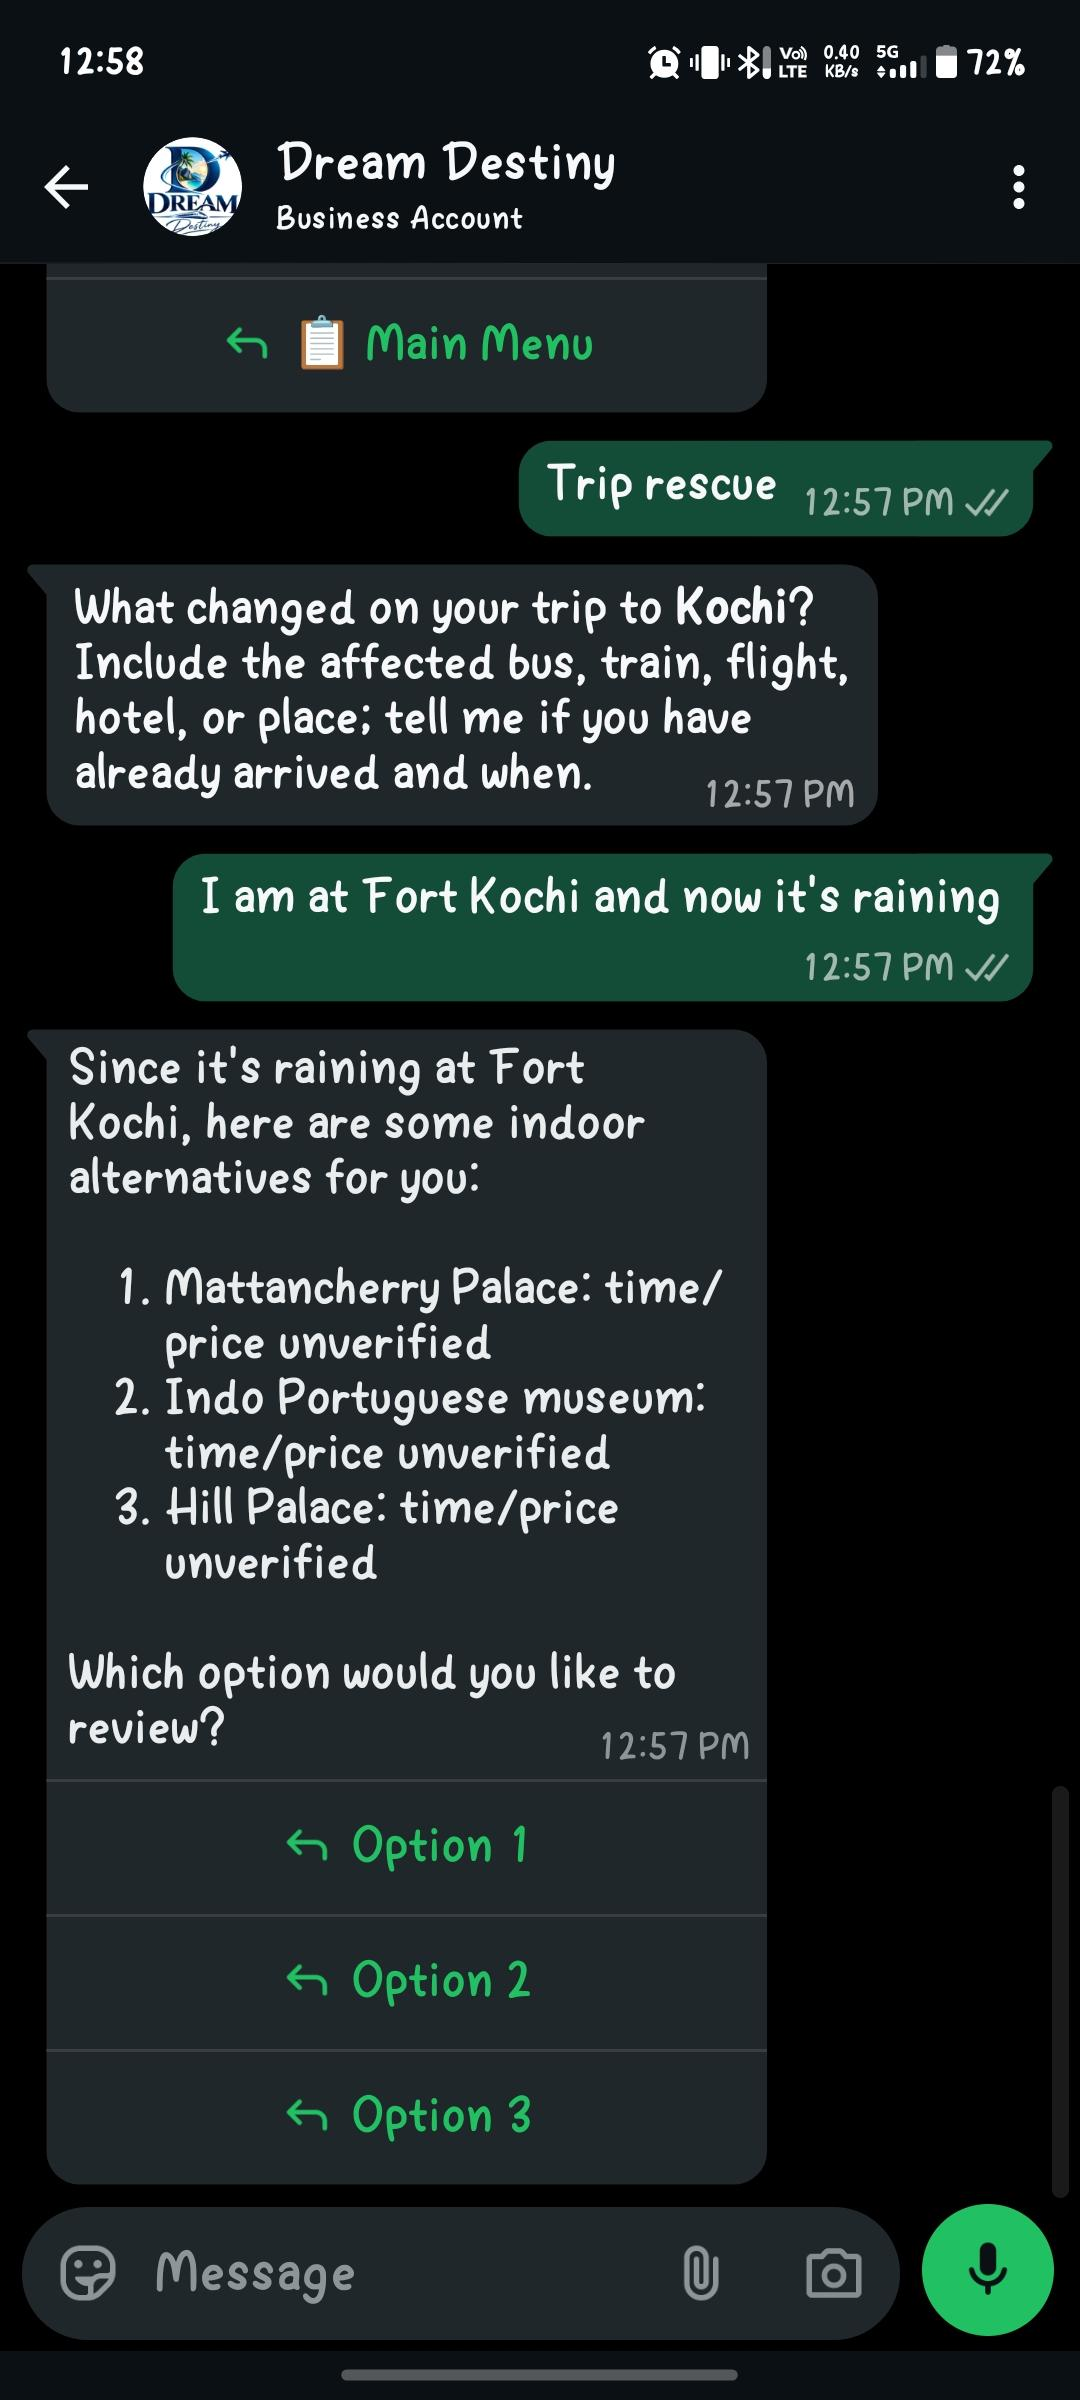 12:58
Vo)) LTE 0.40 KB/s 5G 72%
DREAM
Destiny
Dream Destiny
Business Account
📋 Main Menu
Trip rescue 12:57 PM
What changed on your trip to Kochi?
Include the affected bus, train, flight,
hotel, or place; tell me if you have
already arrived and when. 12:57 PM
I am at Fort Kochi and now it's raining
12:57 PM
Since it's raining at Fort
Kochi, here are some indoor
alternatives for you:
1. Mattancherry Palace: time/
price unverified
2. Indo Portuguese museum:
time/price unverified
3. Hill Palace: time/price
unverified
Which option would you like to
review? 12:57 PM
Option 1
Option 2
Option 3
Message